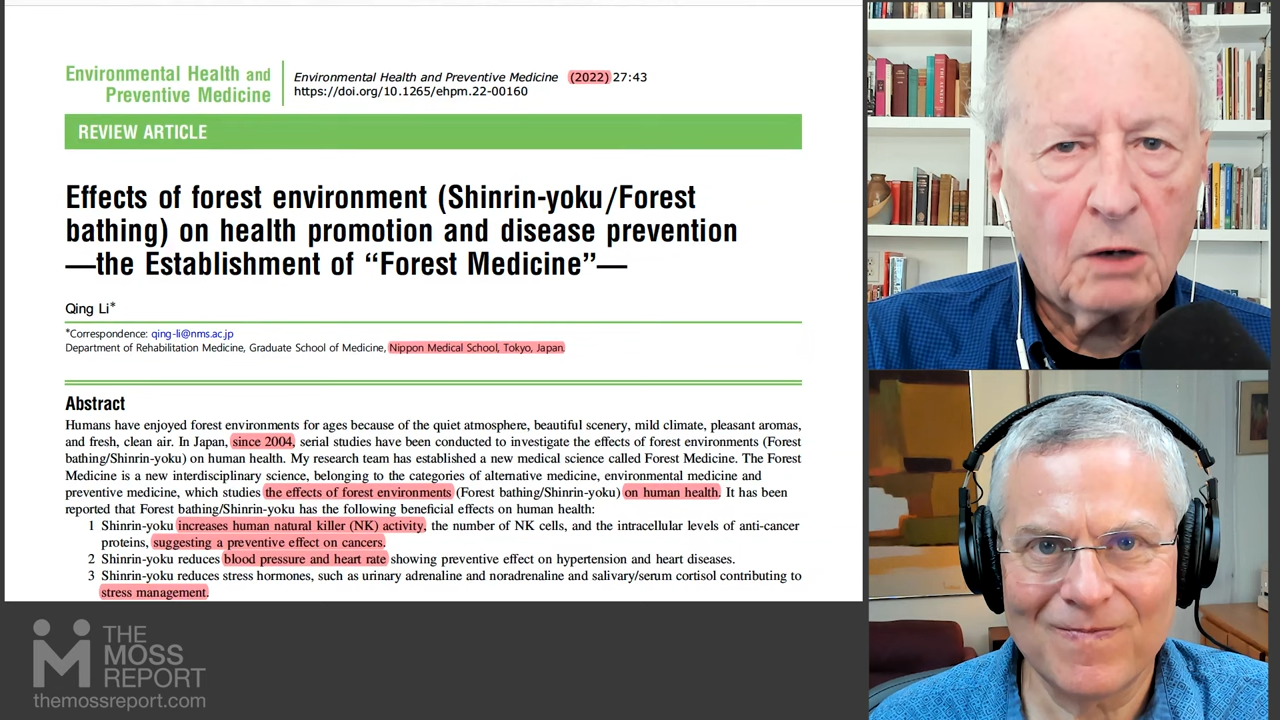 Environmental Health and
Preventive Medicine
Environmental Health and Preventive Medicine (2022) 27:43
https://doi.org/10.1265/ehpm.22-00160
REVIEW ARTICLE
Effects of forest environment (Shinrin-yoku/Forest
bathing) on health promotion and disease prevention
—the Establishment of “Forest Medicine”—
Qing Li*
*Correspondence: qing-li@nms.ac.jp
Department of Rehabilitation Medicine, Graduate School of Medicine, Nippon Medical School, Tokyo, Japan.
Abstract
Humans have enjoyed forest environments for ages because of the quiet atmosphere, beautiful scenery, mild climate, pleasant aromas,
and fresh, clean air. In Japan, since 2004, serial studies have been conducted to investigate the effects of forest environments (Forest
bathing/Shinrin-yoku) on human health. My research team has established a new medical science called Forest Medicine. The Forest
Medicine is a new interdisciplinary science, belonging to the categories of alternative medicine, environmental medicine and
preventive medicine, which studies the effects of forest environments (Forest bathing/Shinrin-yoku) on human health. It has been
reported that Forest bathing/Shinrin-yoku has the following beneficial effects on human health:
1 Shinrin-yoku increases human natural killer (NK) activity, the number of NK cells, and the intracellular levels of anti-cancer
proteins, suggesting a preventive effect on cancers.
2 Shinrin-yoku reduces blood pressure and heart rate showing preventive effect on hypertension and heart diseases.
3 Shinrin-yoku reduces stress hormones, such as urinary adrenaline and noradrenaline and salivary/serum cortisol contributing to
stress management.
THE
MOSS
REPORT
themossreport.com